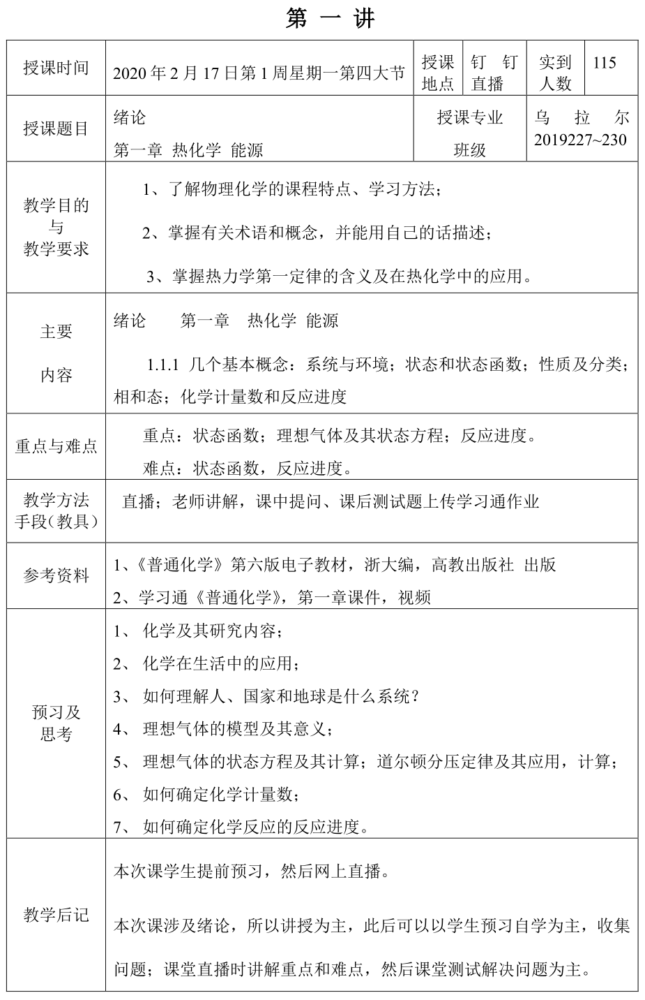 第 一 讲
授课时间
2020 年 2 月 17 日第 1 周星期一第四大节
授课
地点
钉 钉
直播
实到
人数
115
授课题目
绪论
第一章 热化学 能源
授课专业
班级
乌 拉 尔
2019227~230
教学目的
与
教学要求
1、了解物理化学的课程特点、学习方法；
2、掌握有关术语和概念，并能用自己的话描述；
3、掌握热力学第一定律的含义及在热化学中的应用。
主要
内容
绪论 第一章 热化学 能源
1.1.1 几个基本概念：系统与环境；状态和状态函数；性质及分类；
相和态；化学计量数和反应进度
重点与难点
重点：状态函数；理想气体及其状态方程；反应进度。
难点：状态函数，反应进度。
教学方法
手段（教具）
直播；老师讲解，课中提问、课后测试题上传学习通作业
参考资料
1、《普通化学》第六版电子教材，浙大编，高教出版社 出版
2、学习通《普通化学》，第一章课件，视频
预习及
思考
1、 化学及其研究内容；
2、 化学在生活中的应用；
3、 如何理解人、国家和地球是什么系统？
4、 理想气体的模型及其意义；
5、 理想气体的状态方程及其计算；道尔顿分压定律及其应用，计算；
6、 如何确定化学计量数；
7、 如何确定化学反应的反应进度。
教学后记
本次课学生提前预习，然后网上直播。
本次课涉及绪论，所以讲授为主，此后可以以学生预习自学为主，收集
问题；课堂直播时讲解重点和难点，然后课堂测试解决问题为主。